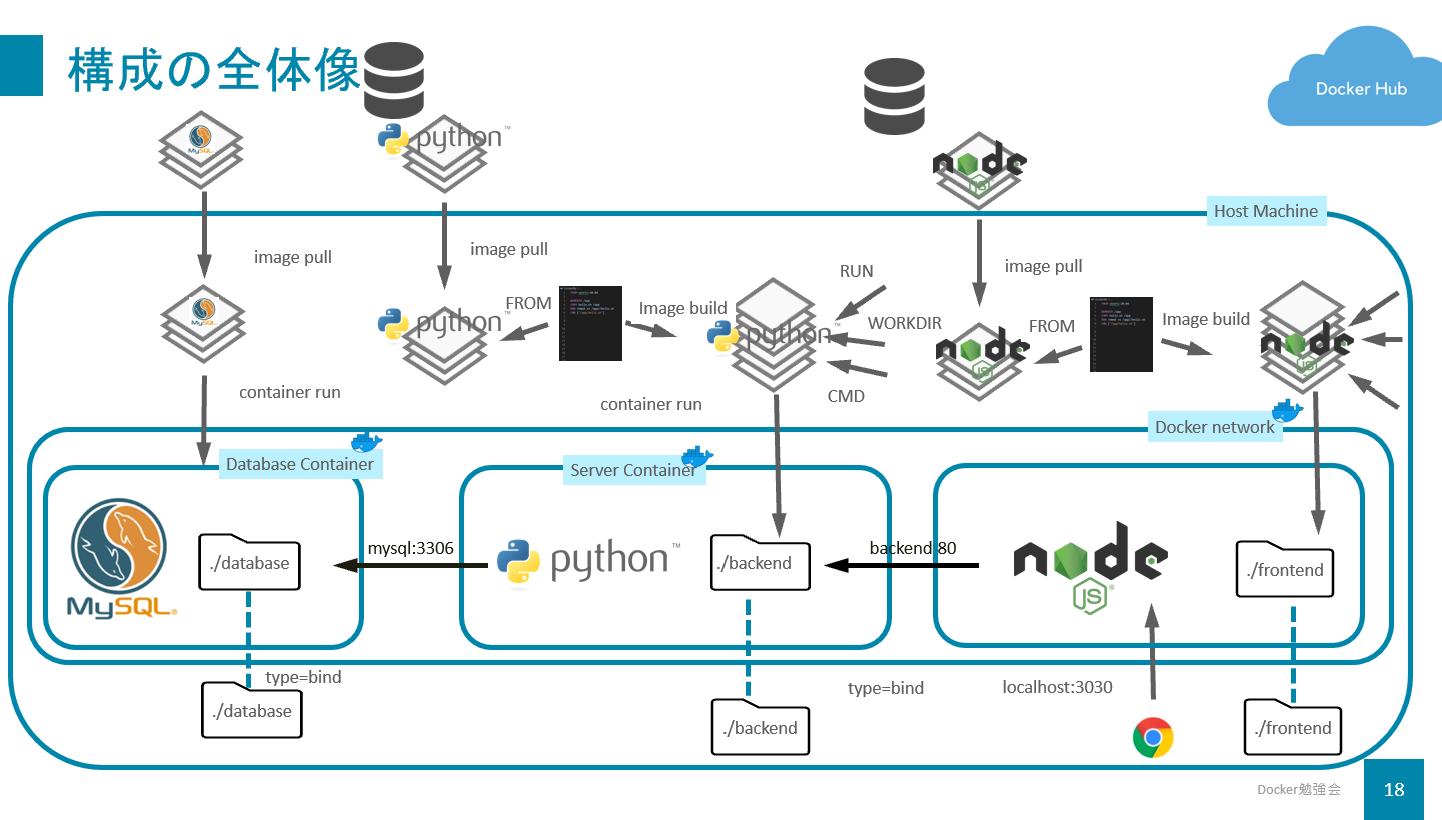 構成の全体像
Docker Hub
MySQL
python™
node
JS
Host Machine
image pull
image pull
image pull
RUN
WORKDIR
CMD
MySQL
python™
FROM
Image build
python™
node
JS
FROM
Image build
node
JS
container run
container run
Docker network
Database Container
Server Container
MySQL®
./database
mysql:3306
python™
./backend
backend:80
node
JS®
./frontend
type=bind
./database
./backend
type=bind
localhost:3030
./frontend
Docker勉強会
18